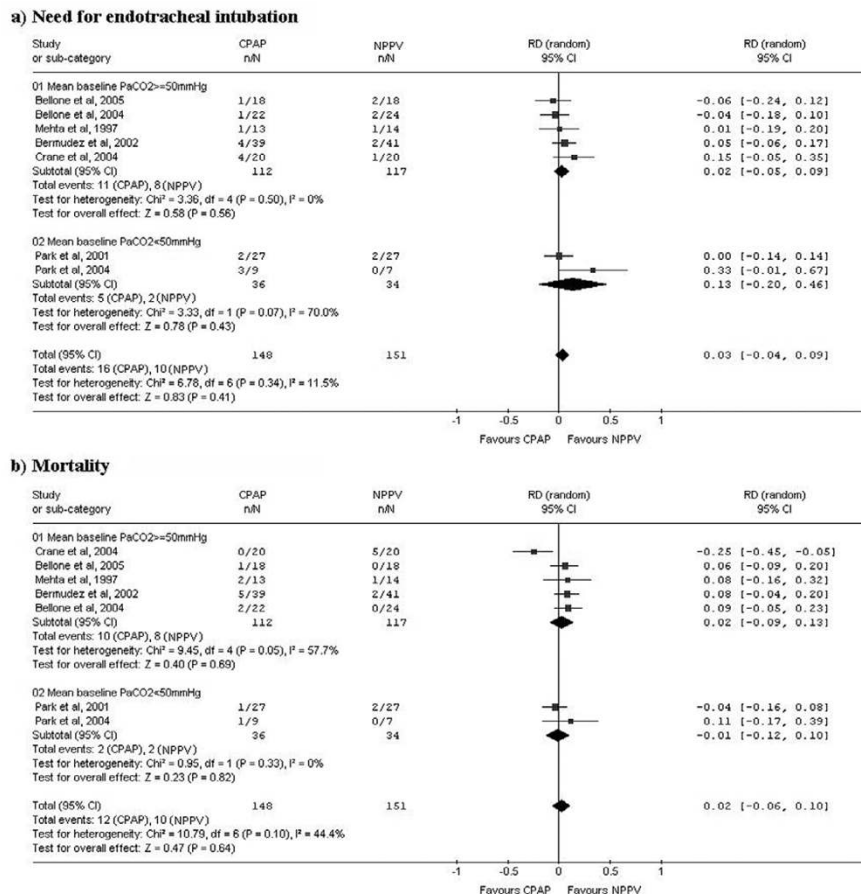 a) Need for endotracheal intubation
Study CPAP NPPV RD (random) RD (random)
or sub-category n/N n/N 95% CI 95% CI
01 Mean baseline PaCO2>=50mmHg
Bellone et al, 2005 1/18 2/18 -0.06 [-0.24, 0.12]
Bellone et al, 2004 1/22 2/24 -0.04 [-0.18, 0.10]
Mehta et al, 1997 1/13 1/14 0.01 [-0.19, 0.20]
Bermudez et al, 2002 4/39 2/41 0.05 [-0.06, 0.17]
Crane et al, 2004 4/20 1/20 0.15 [-0.05, 0.35]
Subtotal (95% CI) 112 117 0.02 [-0.05, 0.09]
Total events: 11 (CPAP), 8 (NPPV)
Test for heterogeneity: Chi² = 3.36, df = 4 (P = 0.50), I² = 0%
Test for overall effect: Z = 0.58 (P = 0.56)
02 Mean baseline PaCO2<50mmHg
Park et al, 2001 2/27 2/27 0.00 [-0.14, 0.14]
Park et al, 2004 3/9 0/7 0.33 [-0.01, 0.67]
Subtotal (95% CI) 36 34 0.13 [-0.20, 0.46]
Total events: 5 (CPAP), 2 (NPPV)
Test for heterogeneity: Chi² = 3.33, df = 1 (P = 0.07), I² = 70.0%
Test for overall effect: Z = 0.78 (P = 0.43)
Total (95% CI) 148 151 0.03 [-0.04, 0.09]
Total events: 16 (CPAP), 10 (NPPV)
Test for heterogeneity: Chi² = 6.78, df = 6 (P = 0.34), I² = 11.5%
Test for overall effect: Z = 0.83 (P = 0.41)
-1 -0.5 0 0.5 1
Favours CPAP Favours NPPV
b) Mortality
Study CPAP NPPV RD (random) RD (random)
or sub-category n/N n/N 95% CI 95% CI
01 Mean baseline PaCO2>=50mmHg
Crane et al, 2004 0/20 5/20 -0.25 [-0.45, -0.05]
Bellone et al, 2005 1/18 0/18 0.06 [-0.09, 0.20]
Mehta et al, 1997 2/13 1/14 0.08 [-0.16, 0.32]
Bermudez et al, 2002 5/39 2/41 0.08 [-0.04, 0.20]
Bellone et al, 2004 2/22 0/24 0.09 [-0.05, 0.23]
Subtotal (95% CI) 112 117 0.02 [-0.09, 0.13]
Total events: 10 (CPAP), 8 (NPPV)
Test for heterogeneity: Chi² = 9.45, df = 4 (P = 0.05), I² = 57.7%
Test for overall effect: Z = 0.40 (P = 0.69)
02 Mean baseline PaCO2<50mmHg
Park et al, 2001 1/27 2/27 -0.04 [-0.16, 0.08]
Park et al, 2004 1/9 0/7 0.11 [-0.17, 0.39]
Subtotal (95% CI) 36 34 -0.01 [-0.12, 0.10]
Total events: 2 (CPAP), 2 (NPPV)
Test for heterogeneity: Chi² = 0.95, df = 1 (P = 0.33), I² = 0%
Test for overall effect: Z = 0.23 (P = 0.82)
Total (95% CI) 148 151 0.02 [-0.06, 0.10]
Total events: 12 (CPAP), 10 (NPPV)
Test for heterogeneity: Chi² = 10.79, df = 6 (P = 0.10), I² = 44.4%
Test for overall effect: Z = 0.47 (P = 0.64)
-1 -0.5 0 0.5 1
Favours CPAP Favours NPPV